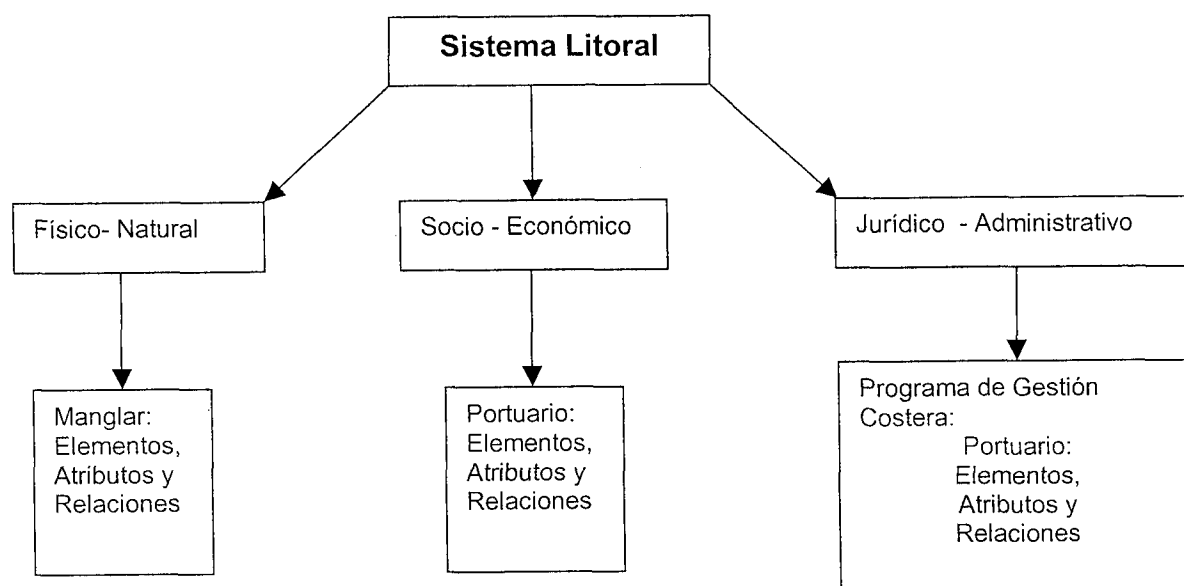 Sistema Litoral
Físico- Natural
Socio - Económico
Jurídico - Administrativo
Manglar:
Elementos,
Atributos y
Relaciones
Portuario:
Elementos,
Atributos y
Relaciones
Programa de Gestión
Costera:
Portuario:
Elementos,
Atributos y
Relaciones